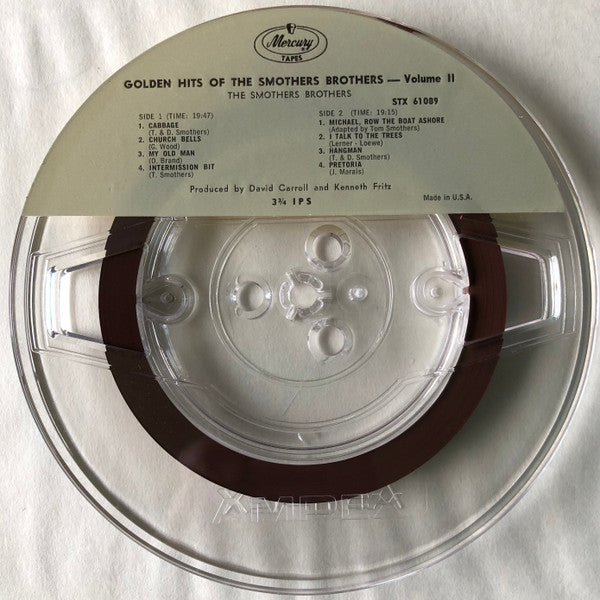 Mercury
TAPES
GOLDEN HITS OF THE SMOTHERS BROTHERS — Volume II
THE SMOTHERS BROTHERS
STX 61089
SIDE 1 (TIME: 19:47)
1. CABBAGE
(T. & D. Smothers)
2. CHURCH BELLS
(G. Wood)
3. MY OLD MAN
(D. Brand)
4. INTERMISSION BIT
(T. Smothers)
SIDE 2 (TIME: 19:15)
1. MICHAEL, ROW THE BOAT ASHORE
(Adapted by Tom Smothers)
2. I TALK TO THE TREES
(Lerner - Loewe)
3. HANGMAN
(T. & D. Smothers)
4. PRETORIA
(J. Marais)
Produced by David Carroll and Kenneth Fritz
Made in U.S.A.
3¾ IPS